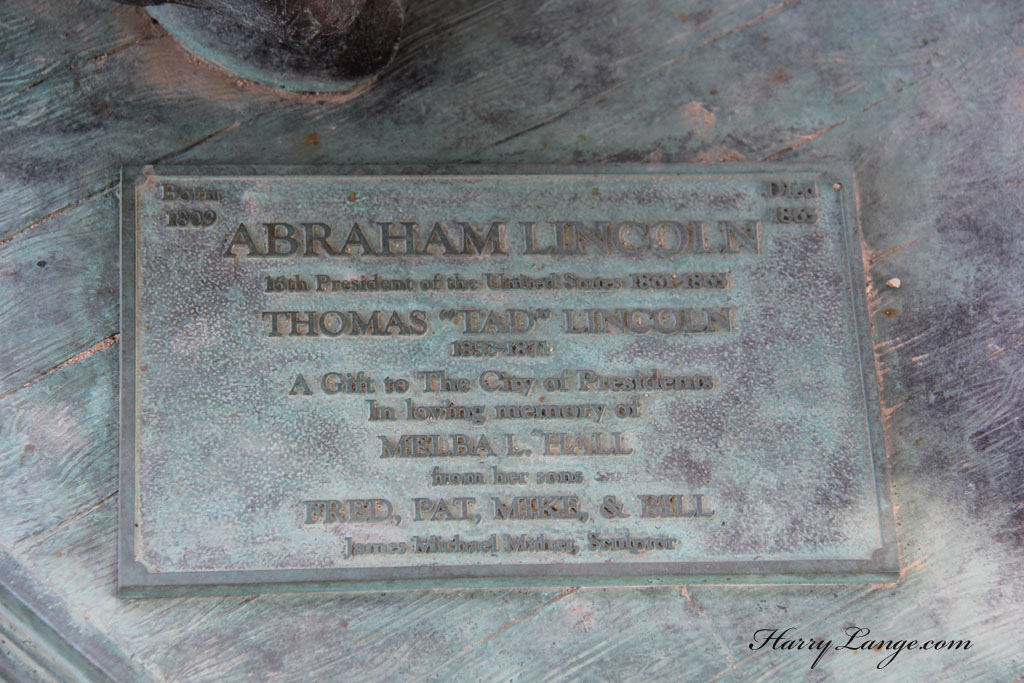 Born
1809
Died
1865
ABRAHAM LINCOLN
16th President of the United States 1861-1865
THOMAS "TAD" LINCOLN
A Gift to The City of Presidents
In loving memory of
MELBA L. HALL
from her sons
FRED, PAT, MIKE, & BILL
James Michael Maher, Sculptor
HarryLange.com